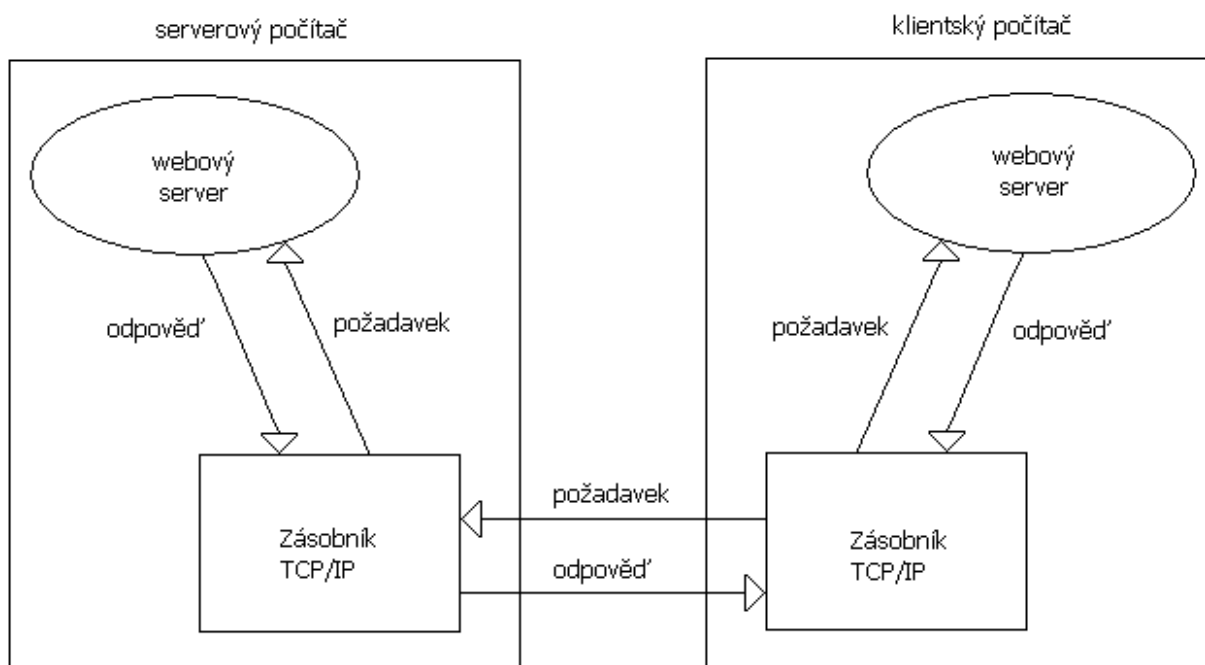 serverový počítač
klientský počítač
webový
server
webový
server
odpověď
požadavek
požadavek
odpověď
požadavek
odpověď
Zásobník
TCP/IP
Zásobník
TCP/IP